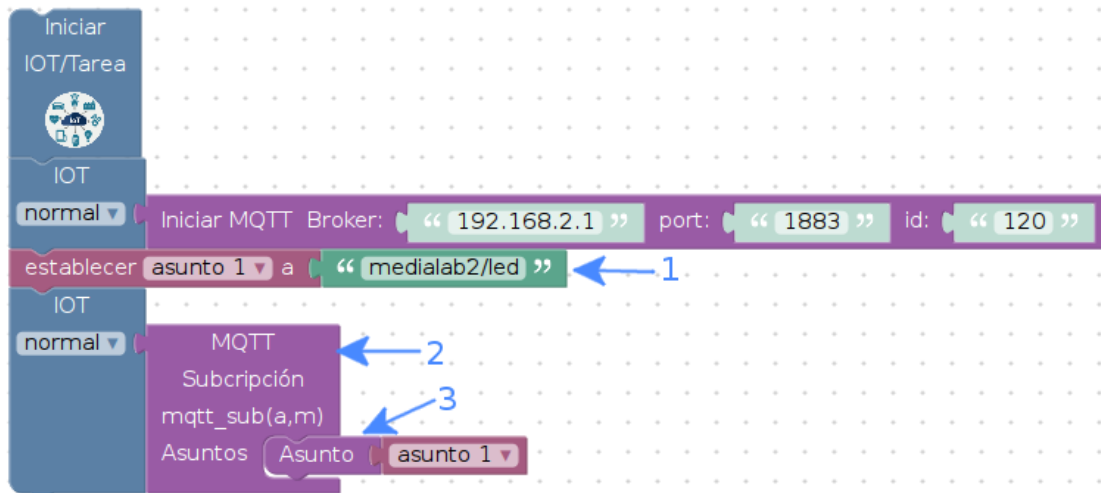 Iniciar
IOT/Tarea
IoT
IOT
normal Iniciar MQTT Broker: “ 192.168.2.1 ” port: “ 1883 ” id: “ 120 ”
establecer asunto 1 a “ medialab2/led ” 1
IOT
normal MQTT 2
Subcripción
mqtt_sub(a,m) 3
Asuntos Asunto asunto 1